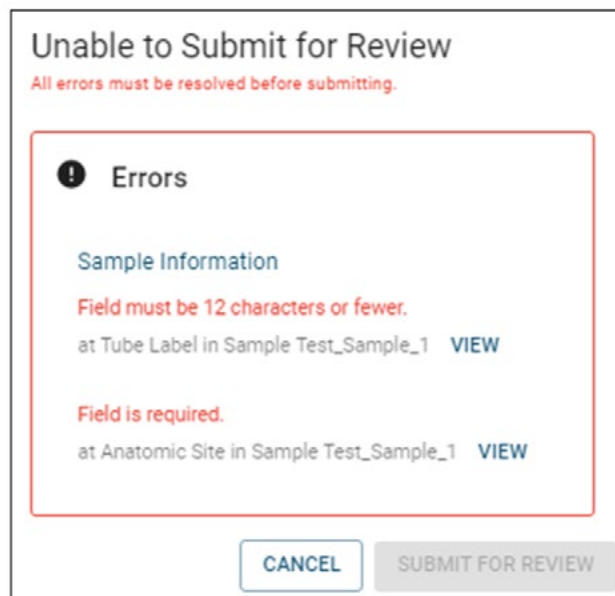 Unable to Submit for Review
All errors must be resolved before submitting.
Errors
Sample Information
Field must be 12 characters or fewer.
at Tube Label in Sample Test_Sample_1 VIEW
Field is required.
at Anatomic Site in Sample Test_Sample_1 VIEW
CANCEL SUBMIT FOR REVIEW